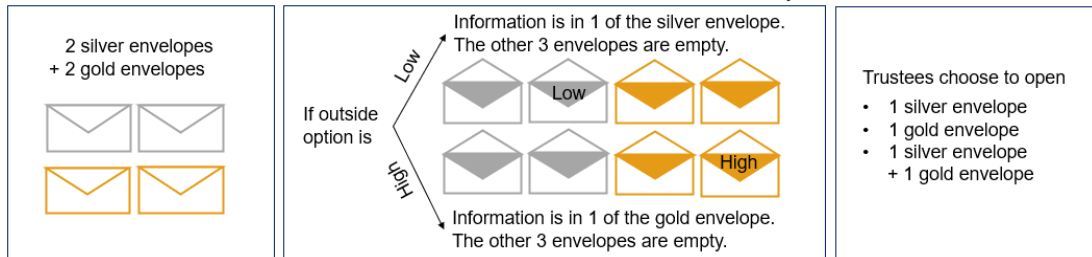 2 silver envelopes
+ 2 gold envelopes
If outside
option is
Low
High
Information is in 1 of the silver envelope.
The other 3 envelopes are empty.
Low
High
Information is in 1 of the gold envelope.
The other 3 envelopes are empty.
Trustees choose to open
• 1 silver envelope
• 1 gold envelope
• 1 silver envelope
+ 1 gold envelope